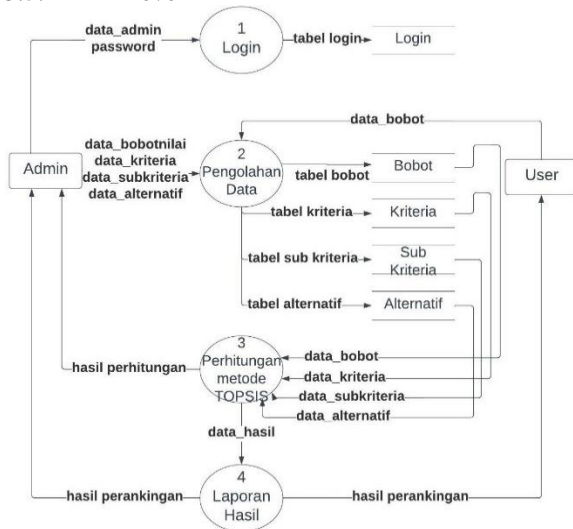 data_admin
password
1
Login
tabel login
Login
data_bobot
data_bobotnilai
data_kriteria
data_subkriteria
data_alternatif
Admin
2
Pengolahan
Data
tabel bobot
Bobot
User
tabel kriteria
Kriteria
tabel sub kriteria
Sub
Kriteria
tabel alternatif
Alternatif
3
Perhitungan
metode
TOPSIS
hasil perhitungan
data_bobot
data_kriteria
data_subkriteria
data_alternatif
data_hasil
4
Laporan
Hasil
hasil perankingan
hasil perankingan